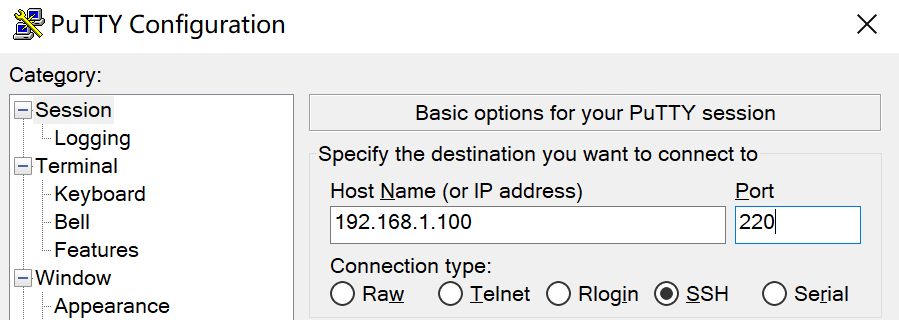 PuTTY Configuration
Category:
Session
Logging
Terminal
Keyboard
Bell
Features
Window
Appearance
Basic options for your PuTTY session
Specify the destination you want to connect to
Host Name (or IP address) Port
192.168.1.100 220
Connection type:
Raw Telnet Rlogin SSH Serial